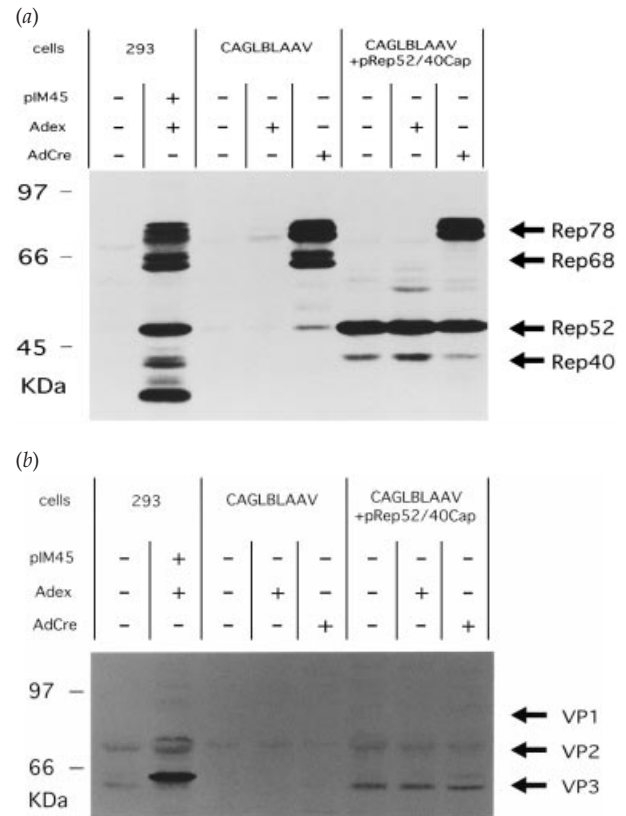 (a)
cells 293 CAGLBLAAV CAGLBLAAV
+pRep52/40Cap
pIM45 – + – – – – – –
Adex – + – + – – + –
AdCre – – – – + – – +
97 –
66 –
45 –
KDa
Rep78
Rep68
Rep52
Rep40
(b)
cells 293 CAGLBLAAV CAGLBLAAV
+pRep52/40Cap
pIM45 – + – – – – – –
Adex – + – + – – + –
AdCre – – – – + – – +
97 –
66 –
KDa
VP1
VP2
VP3